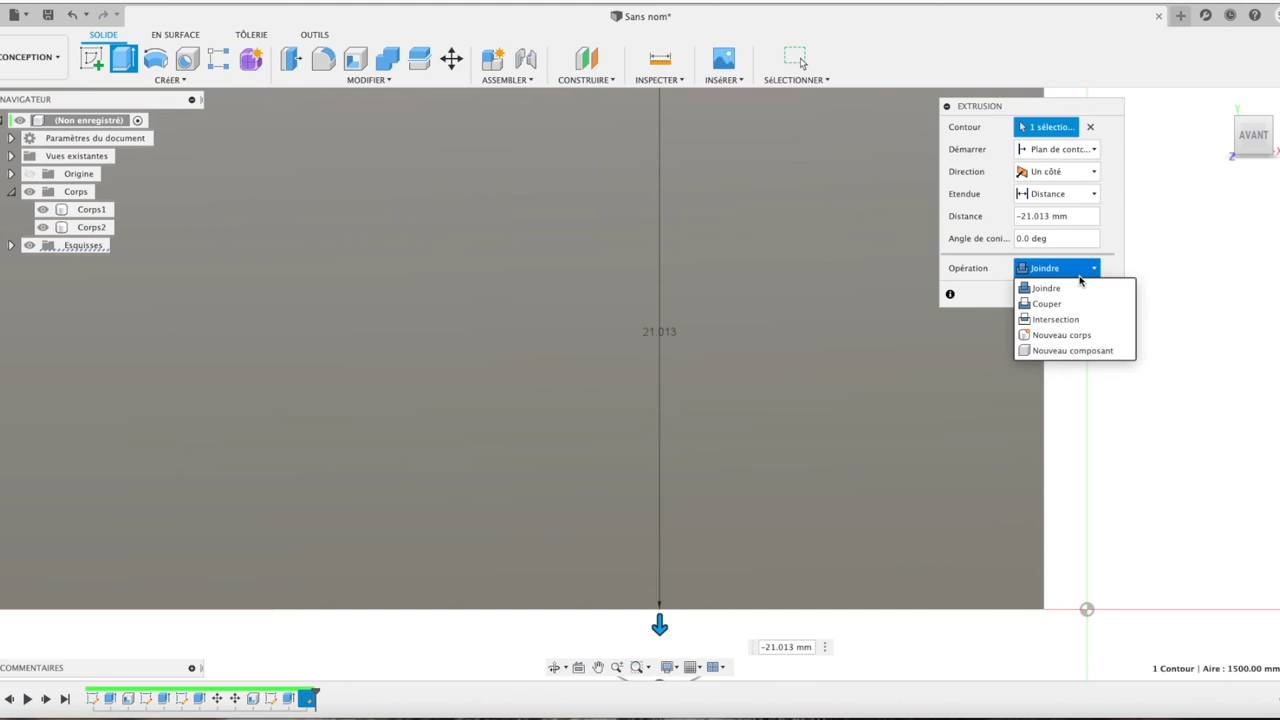 Sans nom*
SOLIDE
EN SURFACE
TÔLERIE
OUTILS
CONCEPTION
CRÉER
MODIFIER
ASSEMBLER
CONSTRUIRE
INSPECTER
INSÉRER
SÉLECTIONNER
NAVIGATEUR
(Non enregistré)
Paramètres du document
Vues existantes
Origine
Corps
Corps1
Corps2
Esquisses
EXTRUSION
Contour
1 sélectio...
Démarrer
Plan de contc...
Direction
Un côté
Etendue
Distance
Distance
-21.013 mm
Angle de coni...
0.0 deg
Opération
Joindre
Joindre
Couper
Intersection
Nouveau corps
Nouveau composant
AVANT
Y
X
Z
21.013
-21.013 mm
COMMENTAIRES
1 Contour | Aire : 1500.00 mm